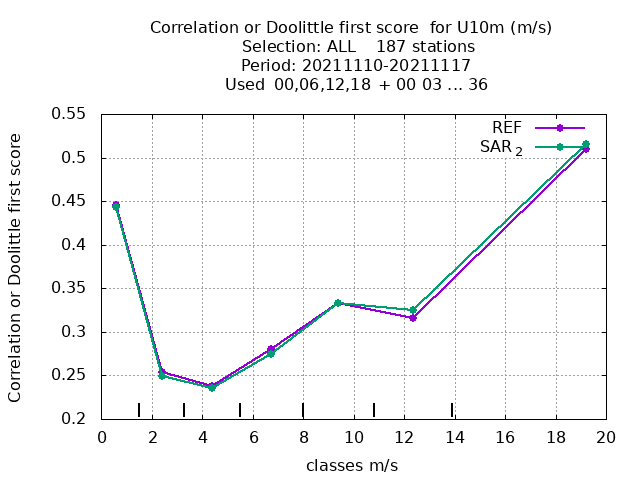 Correlation or Doolittle first score  for U10m (m/s)
Selection: ALL    187 stations
Period: 20211110-20211117
Used  00,06,12,18  + 00 03 ... 36
REF
SAR 2
Correlation or Doolittle first score
0.55
0.5
0.45
0.4
0.35
0.3
0.25
0.2
0 2 4 6 8 10 12 14 16 18 20
classes m/s